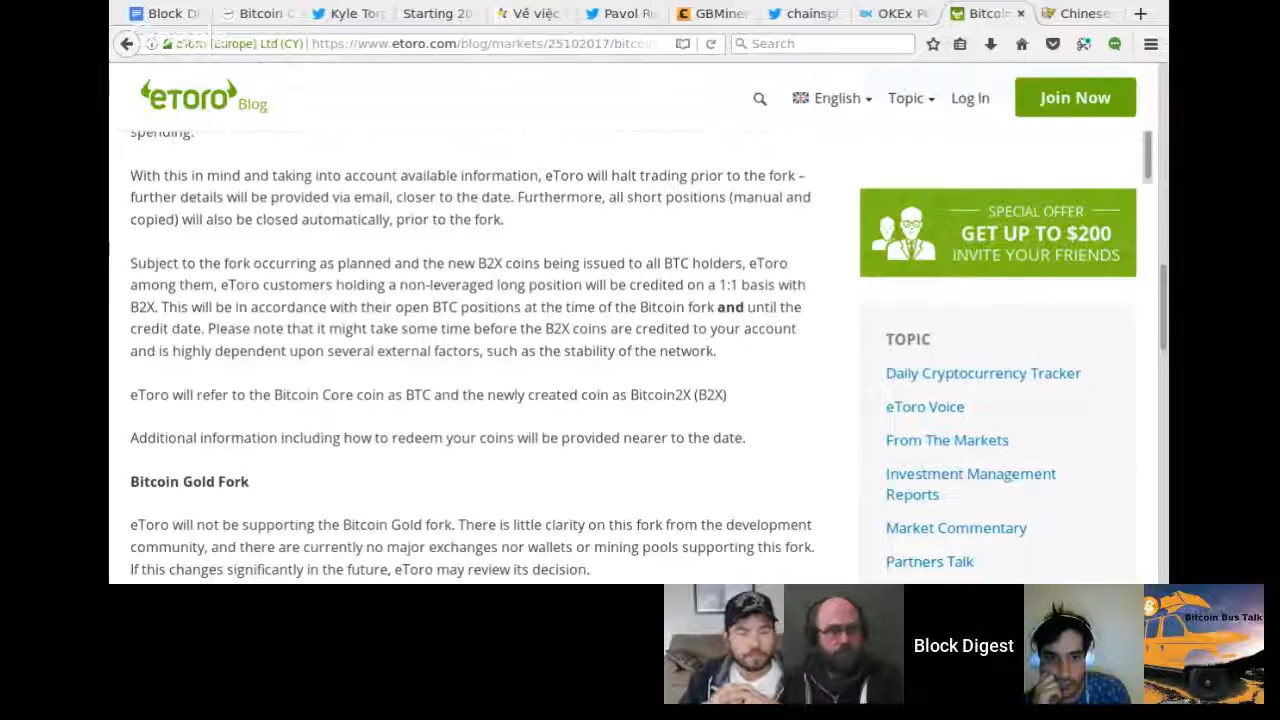 Block D
Bitcoin G
Kyle Tor
Starting 20
Về việc
Pavol R
GBMiner
chainsp
OKEx P
Bitcoi
Chinese
(Europe) Ltd (CY)
https://www.etoro.com/blog/markets/25102017/bitco
Search
eToro Blog
English
Topic
Log In
Join Now
spending.
With this in mind and taking into account available information, eToro will halt trading prior to the fork –
further details will be provided via email, closer to the date. Furthermore, all short positions (manual and
copied) will also be closed automatically, prior to the fork.
Subject to the fork occurring as planned and the new B2X coins being issued to all BTC holders, eToro
among them, eToro customers holding a non-leveraged long position will be credited on a 1:1 basis with
B2X. This will be in accordance with their open BTC positions at the time of the Bitcoin fork and until the
credit date. Please note that it might take some time before the B2X coins are credited to your account
and is highly dependent upon several external factors, such as the stability of the network.
eToro will refer to the Bitcoin Core coin as BTC and the newly created coin as Bitcoin2X (B2X)
Additional information including how to redeem your coins will be provided nearer to the date.
Bitcoin Gold Fork
eToro will not be supporting the Bitcoin Gold fork. There is little clarity on this fork from the development
community, and there are currently no major exchanges nor wallets or mining pools supporting this fork.
If this changes significantly in the future, eToro may review its decision.
SPECIAL OFFER
GET UP TO $200
INVITE YOUR FRIENDS
TOPIC
Daily Cryptocurrency Tracker
eToro Voice
From The Markets
Investment Management
Reports
Market Commentary
Partners Talk
Block Digest
Bitcoin Bus Talk